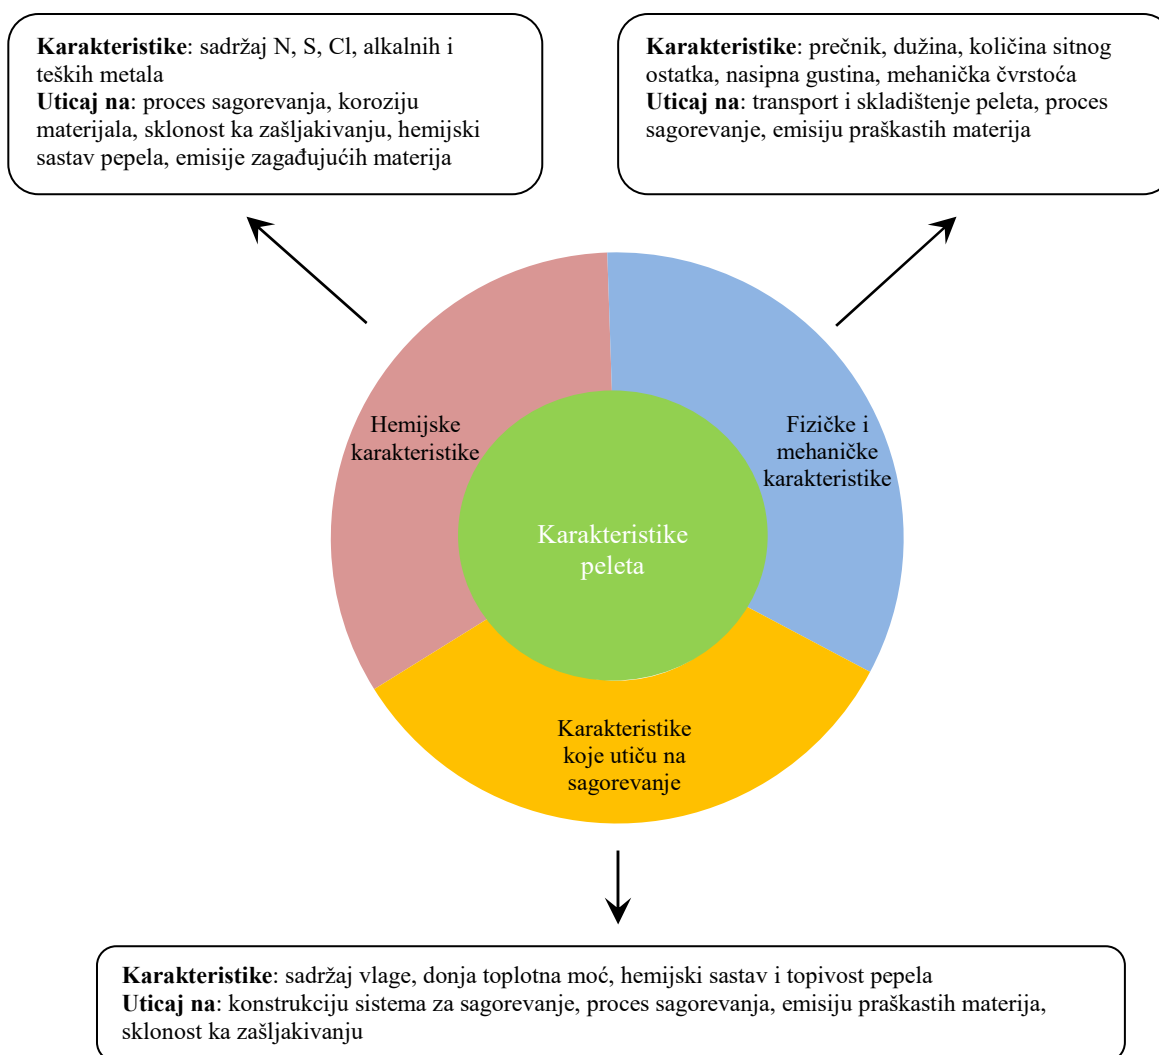 Karakteristike: sadržaj N, S, Cl, alkalnih i
teških metala
Uticaj na: proces sagorevanja, koroziju
materijala, sklonost ka zašljakivanju, hemijski
sastav pepela, emisije zagađujućih materija
Karakteristike: prečnik, dužina, količina sitnog
ostatka, nasipna gustina, mehanička čvrstoća
Uticaj na: transport i skladištenje peleta, proces
sagorevanje, emisiju praškastih materija
Hemijske
karakteristike
Fizičke i
mehaničke
karakteristike
Karakteristike
peleta
Karakteristike
koje utiču na
sagorevanje
Karakteristike: sadržaj vlage, donja toplotna moć, hemijski sastav i topivost pepela
Uticaj na: konstrukciju sistema za sagorevanje, proces sagorevanja, emisiju praškastih materija,
sklonost ka zašljakivanju